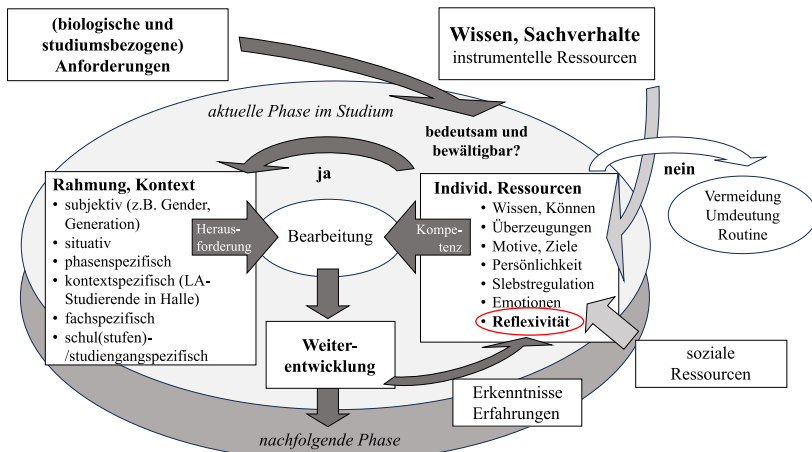 (biologische und
studiumsbezogene)
Anforderungen
Wissen, Sachverhalte
instrumentelle Ressourcen
aktuelle Phase im Studium
bedeutsam und
bewältigbar?
ja
nein
Vermeidung
Umdeutung
Routine
Rahmung, Kontext
• subjektiv (z.B. Gender,
Generation)
• situativ
• phasenspezifisch
• kontextspezifisch (LA-
Studierende in Halle)
• fachspezifisch
• schul(stufen)-
/studiengangspezifisch
Heraus-
forderung
Bearbeitung
Kompe-
tenz
Individ. Ressourcen
• Wissen, Können
• Überzeugungen
• Motive, Ziele
• Persönlichkeit
• Slebstregulation
• Emotionen
• Reflexivität
Weiter-
entwicklung
soziale
Ressourcen
Erkenntnisse
Erfahrungen
nachfolgende Phase